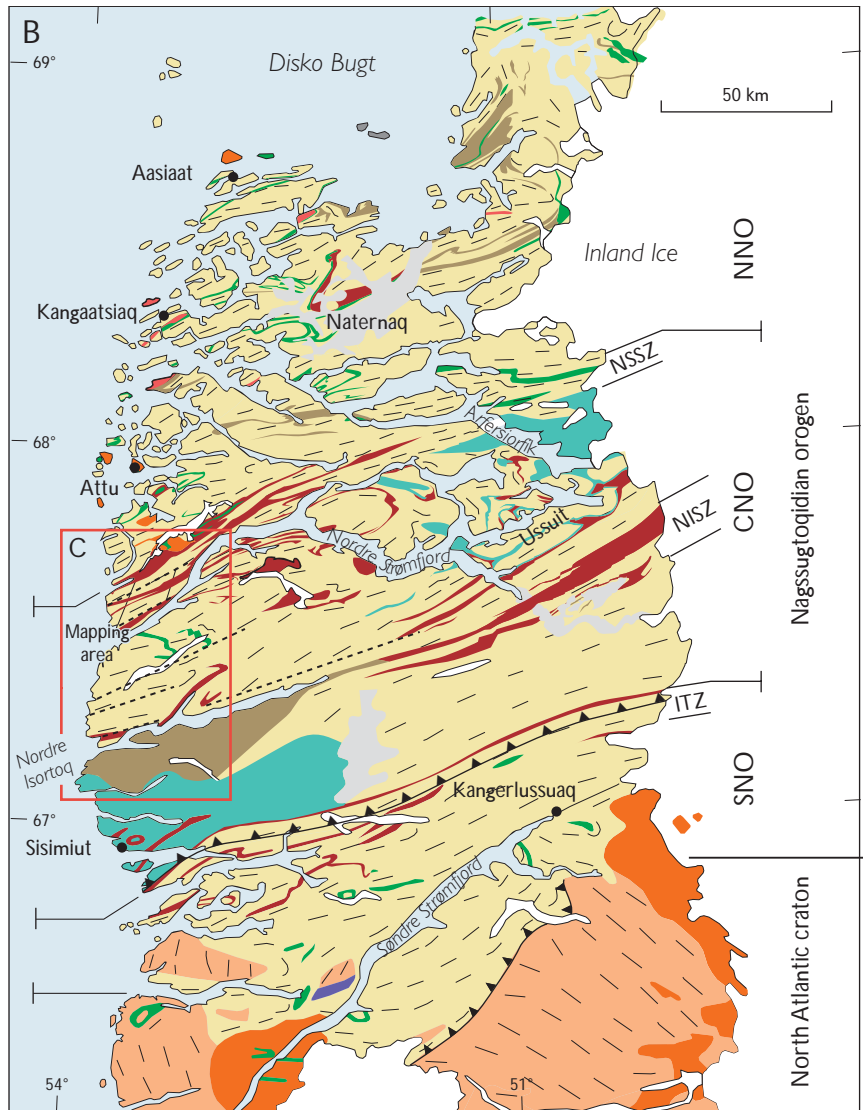 B
69°
Disko Bugt
50 km
Aasiaat
NNO
Inland Ice
Kangaatsiaq
Naternaq
NSSZ
68°
Arfersiorfik
Attu
Ussuit
NISZ
CNO
Nagssugtoqidian orogen
C
Nordre Strømfjord
Mapping
area
ITZ
Nordre
Isortoq
SNO
Kangerlussuaq
67°
Sisimiut
Søndre Strømfjord
North Atlantic craton
54°
51°